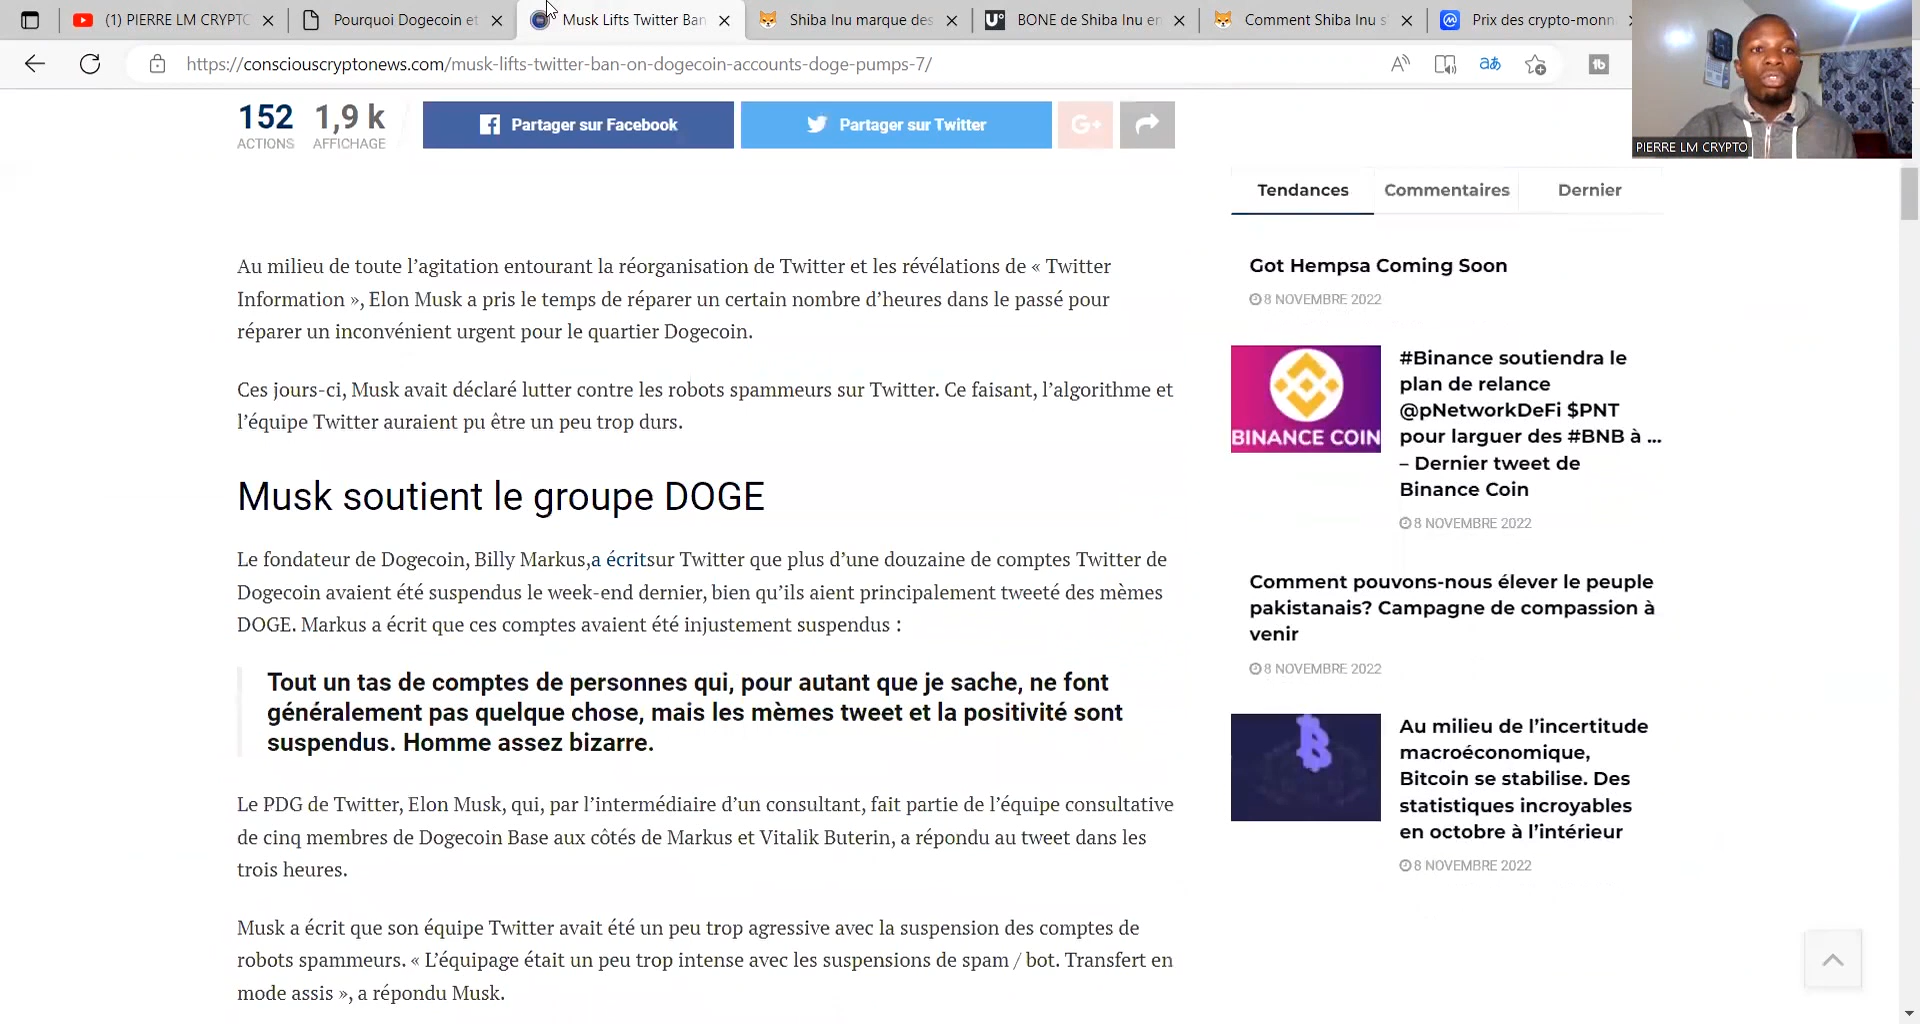 (1) PIERRE LM CRYPTO
Pourquoi Dogecoin et
Musk Lifts Twitter Ban
Shiba Inu marque des
BONE de Shiba Inu en
Comment Shiba Inu s
Prix des crypto-monn
https://consciouscryptonews.com/musk-lifts-twitter-ban-on-dogecoin-accounts-doge-pumps-7/
PIERRE LM CRYPTO
152
ACTIONS
1,9 k
AFFICHAGE
Partager sur Facebook
Partager sur Twitter
G+
Au milieu de toute l’agitation entourant la réorganisation de Twitter et les révélations de « Twitter
Information », Elon Musk a pris le temps de réparer un certain nombre d’heures dans le passé pour
réparer un inconvénient urgent pour le quartier Dogecoin.
Ces jours-ci, Musk avait déclaré lutter contre les robots spammeurs sur Twitter. Ce faisant, l’algorithme et
l’équipe Twitter auraient pu être un peu trop durs.
Musk soutient le groupe DOGE
Le fondateur de Dogecoin, Billy Markus,a écritsur Twitter que plus d’une douzaine de comptes Twitter de
Dogecoin avaient été suspendus le week-end dernier, bien qu’ils aient principalement tweeté des mèmes
DOGE. Markus a écrit que ces comptes avaient été injustement suspendus :
Tout un tas de comptes de personnes qui, pour autant que je sache, ne font
généralement pas quelque chose, mais les mèmes tweet et la positivité sont
suspendus. Homme assez bizarre.
Le PDG de Twitter, Elon Musk, qui, par l’intermédiaire d’un consultant, fait partie de l’équipe consultative
de cinq membres de Dogecoin Base aux côtés de Markus et Vitalik Buterin, a répondu au tweet dans les
trois heures.
Musk a écrit que son équipe Twitter avait été un peu trop agressive avec la suspension des comptes de
robots spammeurs. « L’équipage était un peu trop intense avec les suspensions de spam / bot. Transfert en
mode assis », a répondu Musk.
Tendances
Commentaires
Dernier
Got Hempsa Coming Soon
8 NOVEMBRE 2022
BINANCE COIN
#Binance soutiendra le
plan de relance
@pNetworkDeFi $PNT
pour larguer des #BNB à ...
– Dernier tweet de
Binance Coin
8 NOVEMBRE 2022
Comment pouvons-nous élever le peuple
pakistanais? Campagne de compassion à
venir
8 NOVEMBRE 2022
Au milieu de l’incertitude
macroéconomique,
Bitcoin se stabilise. Des
statistiques incroyables
en octobre à l’intérieur
8 NOVEMBRE 2022